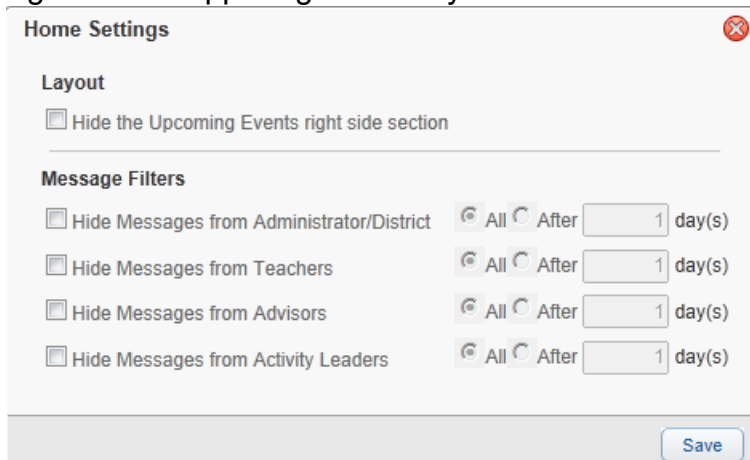 Home Settings
Layout
Hide the Upcoming Events right side section
Message Filters
Hide Messages from Administrator/District All After 1 day(s)
Hide Messages from Teachers All After 1 day(s)
Hide Messages from Advisors All After 1 day(s)
Hide Messages from Activity Leaders All After 1 day(s)
Save